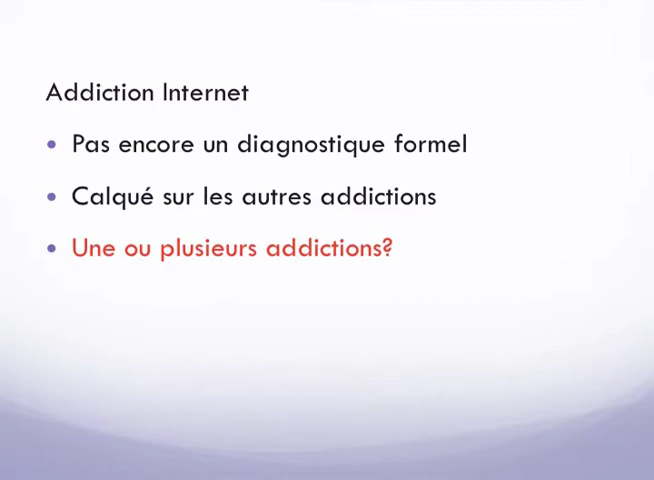 Addiction Internet
• Pas encore un diagnostique formel
• Calqué sur les autres addictions
• Une ou plusieurs addictions?